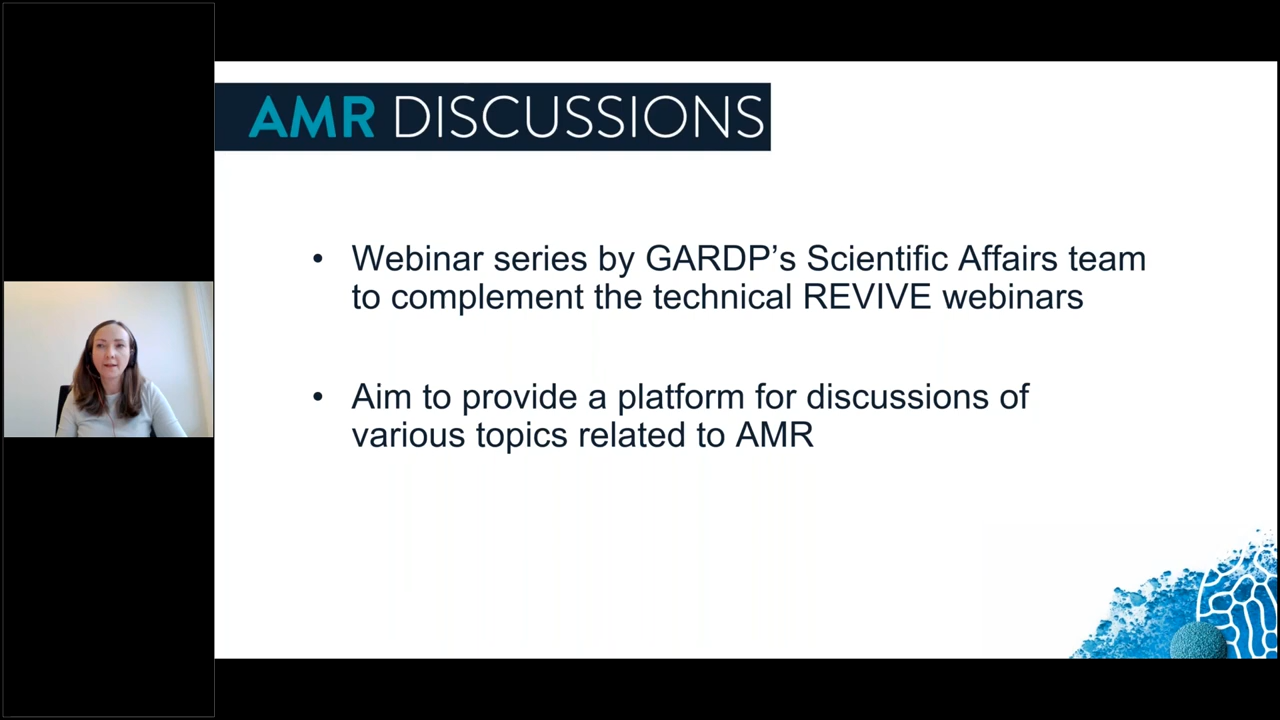 AMR DISCUSSIONS
• Webinar series by GARDP’s Scientific Affairs team
to complement the technical REVIVE webinars
• Aim to provide a platform for discussions of
various topics related to AMR